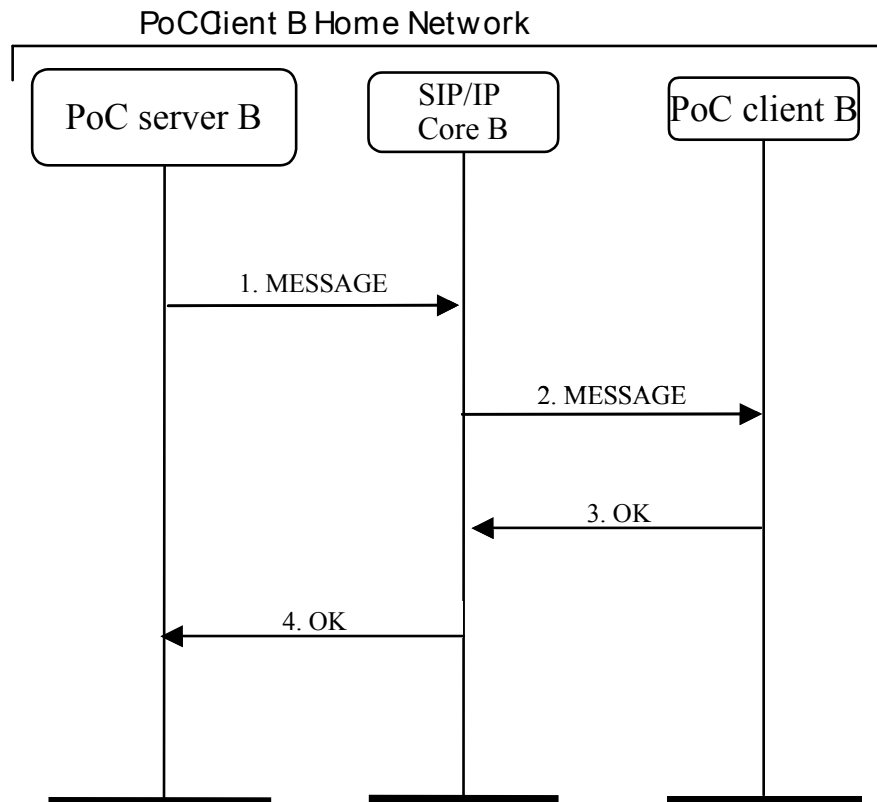 PoCClient B Home Network
PoC server B
SIP/IP
Core B
PoC client B
1. MESSAGE
2. MESSAGE
3. OK
4. OK